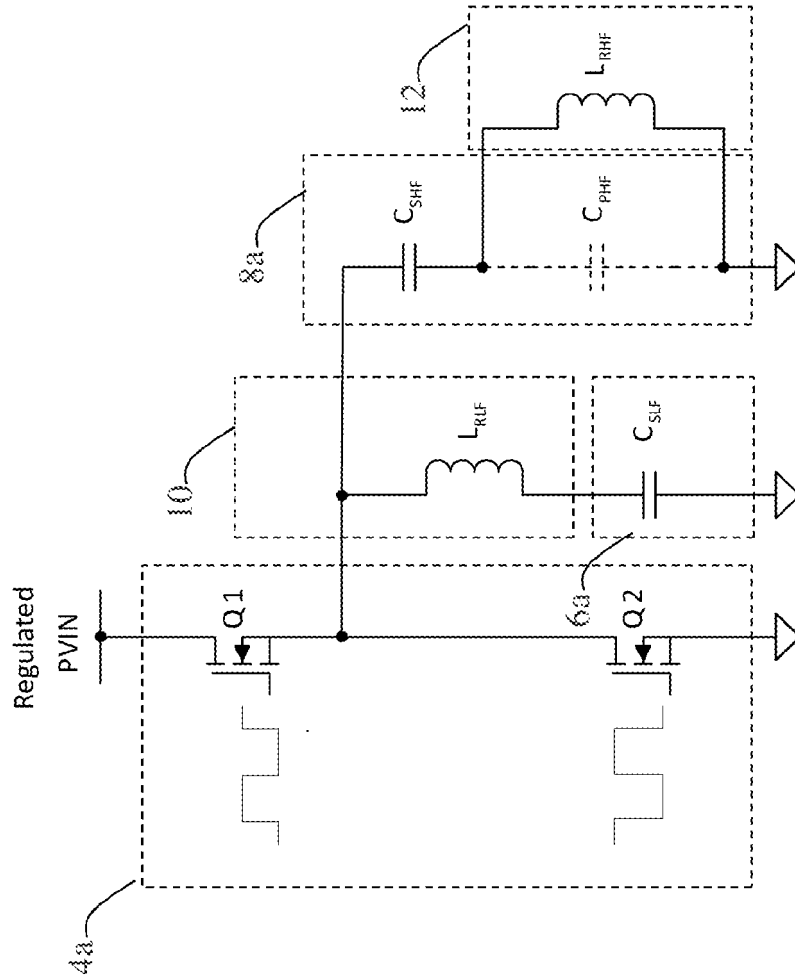 Regulated
PVIN
4a
Q1
Q2
10
L_RLF
6a
C_SLF
8a
C_SHF
C_PHF
12
L_RHF